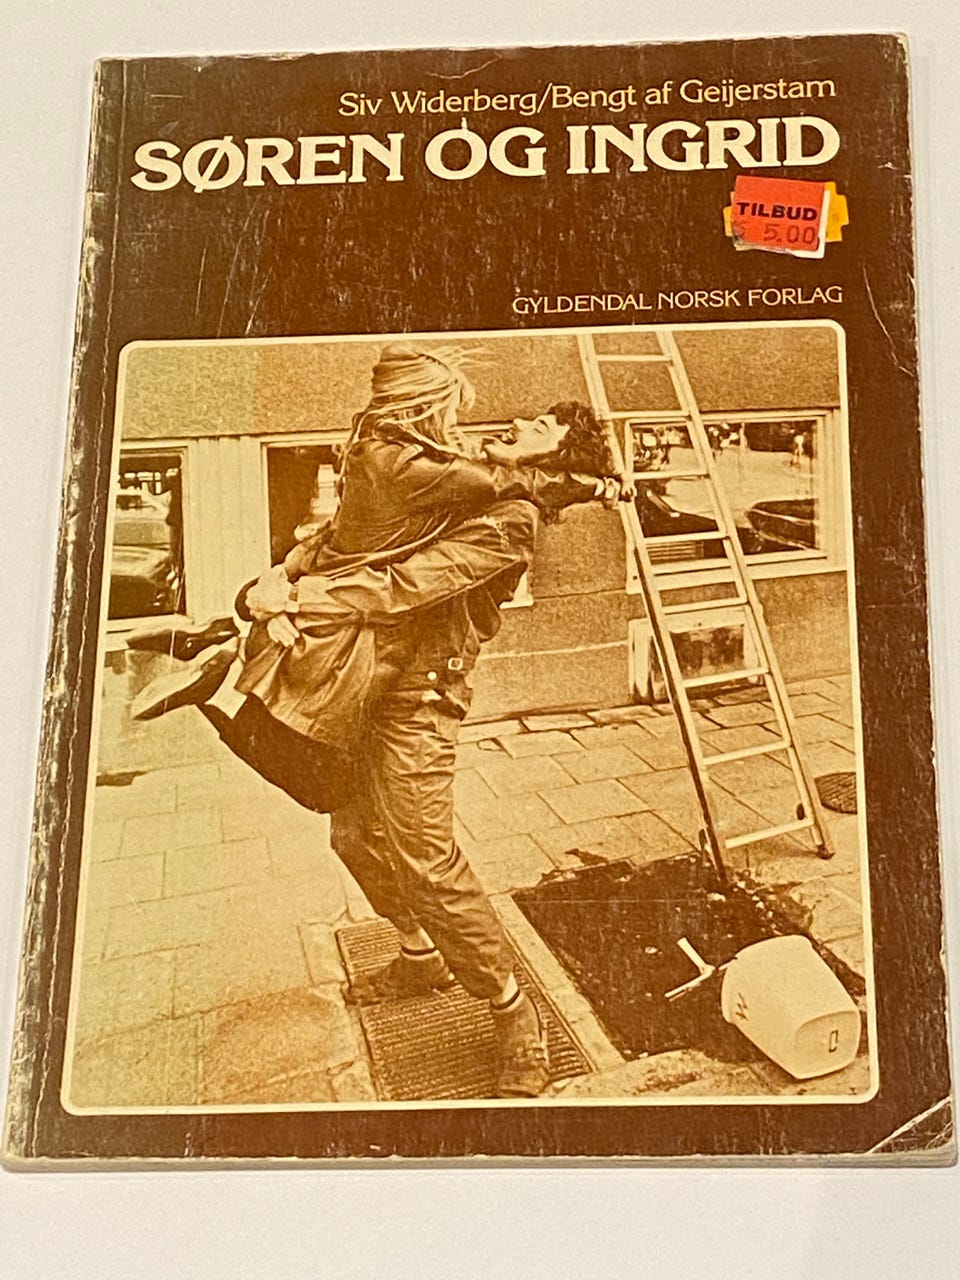 Siv Widerberg/Bengt af Geijerstam
SØREN OG INGRID
TILBUD
5.00
GYLDENDAL NORSK FORLAG